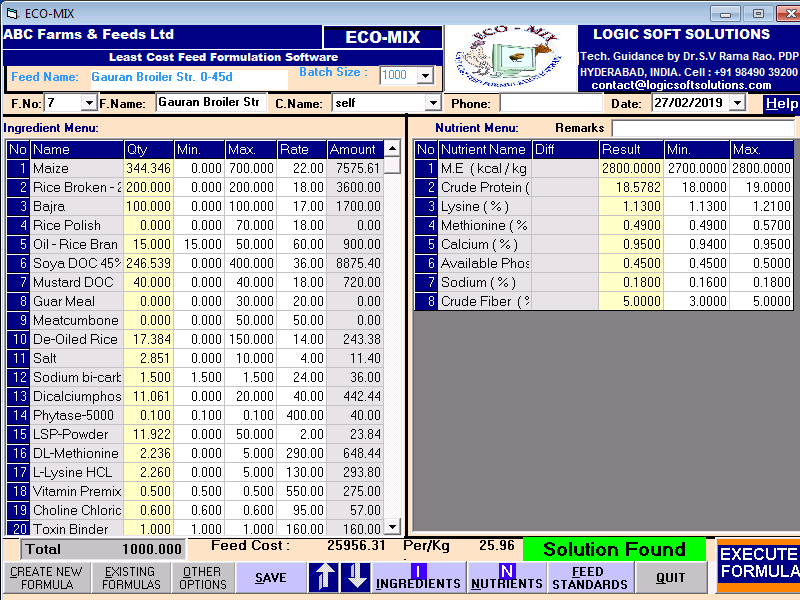 ECO-MIX
ABC Farms & Feeds Ltd
ECO-MIX
ECO - MIX
LOGIC SOFT SOLUTIONS
Least Cost Feed Formulation Software
Tech. Guidance by Dr.S.V Rama Rao. PDP
Feed Name: Gauran Broiler Str. 0-45d Batch Size : 1000
HYDERABAD, INDIA. Cell : +91 98490 39200
contact@logicsoftsolutions.com
F.No: 7 F.Name: Gauran Broiler Str C.Name: self Phone: Date: 27/02/2019 Help
Ingredient Menu:
No Name Qty Min. Max. Rate Amount
1 Maize 344.346 0.000 700.000 22.00 7575.61
2 Rice Broken - 2 200.000 0.000 200.000 18.00 3600.00
3 Bajra 100.000 0.000 100.000 17.00 1700.00
4 Rice Polish 0.000 0.000 70.000 18.00 0.00
5 Oil - Rice Bran 15.000 15.000 50.000 60.00 900.00
6 Soya DOC 45% 246.539 0.000 400.000 36.00 8875.40
7 Mustard DOC 40.000 0.000 40.000 18.00 720.00
8 Guar Meal 0.000 0.000 30.000 20.00 0.00
9 Meatcumbone 0.000 0.000 50.000 50.00 0.00
10 De-Oiled Rice 17.384 0.000 150.000 14.00 243.38
11 Salt 2.851 0.000 10.000 4.00 11.40
12 Sodium bi-carb 1.500 1.500 1.500 24.00 36.00
13 Dicalciumphos 11.061 0.000 20.000 40.00 442.44
14 Phytase-5000 0.100 0.100 0.100 400.00 40.00
15 LSP-Powder 11.922 0.000 50.000 2.00 23.84
16 DL-Methionine 2.236 0.000 5.000 290.00 648.44
17 L-Lysine HCL 2.260 0.000 5.000 130.00 293.80
18 Vitamin Premix 0.500 0.500 0.500 550.00 275.00
19 Choline Chloric 0.600 0.600 0.600 95.00 57.00
20 Toxin Binder 1.000 1.000 1.000 160.00 160.00
Nutrient Menu: Remarks
No Nutrient Name Diff Result Min. Max.
1 M.E ( kcal / kg 2800.0000 2700.0000 2800.0000
2 Crude Protein ( 18.5782 18.0000 19.0000
3 Lysine ( % ) 1.1300 1.1300 1.2100
4 Methionine ( % 0.4900 0.4900 0.5700
5 Calcium ( % ) 0.9500 0.9400 0.9500
6 Available Phos 0.4500 0.4500 0.5000
7 Sodium ( % ) 0.1800 0.1600 0.1800
8 Crude Fiber ( % 5.0000 3.0000 5.0000
Total 1000.000 Feed Cost : 25956.31 Per/Kg 25.96 Solution Found
CREATE NEW FORMULA
EXISTING FORMULAS
OTHER OPTIONS
SAVE
I
INGREDIENTS
N
NUTRIENTS
FEED STANDARDS
QUIT
EXECUTE
FORMULA